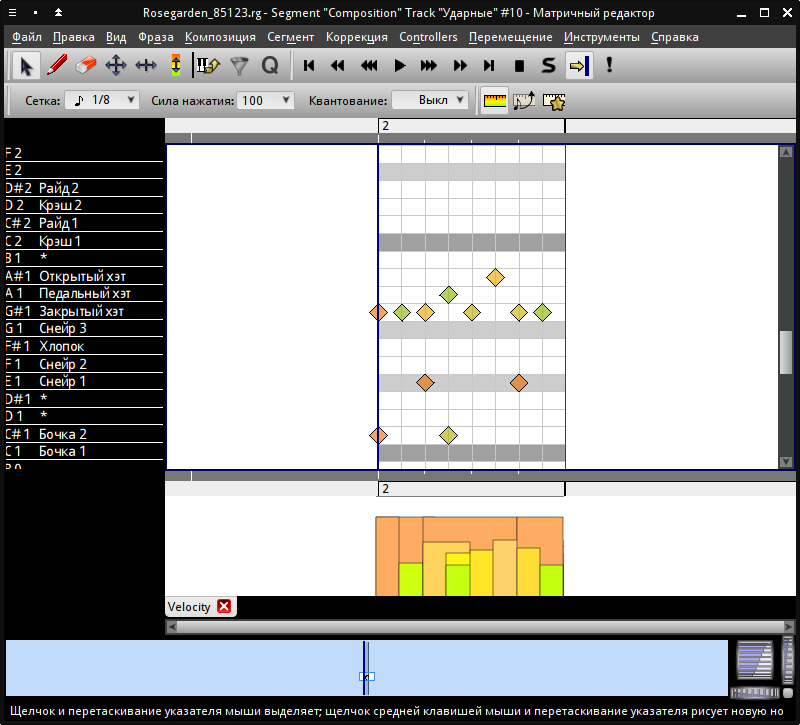 Rosegarden_85123.rg - Segment "Composition" Track "Ударные" #10 - Матричный редактор
Файл Правка Вид Фраза Композиция Сегмент Коррекция Controllers Перемещение Инструменты Справка
Q S !
Сетка: 1/8 Сила нажатия: 100 Квантование: Выкл
2
F 2
E 2
D#2 Райд 2
D 2 Крэш 2
C#2 Райд 1
C 2 Крэш 1
B 1 *
A#1 Открытый хэт
A 1 Педальный хэт
G#1 Закрытый хэт
G 1 Снейр 3
F#1 Хлопок
F 1 Снейр 2
E 1 Снейр 1
D#1 *
D 1 *
C#1 Бочка 2
C 1 Бочка 1
B 0
2
Velocity
Щелчок и перетаскивание указателя мыши выделяет; щелчок средней клавишей мыши и перетаскивание указателя рисует новую но